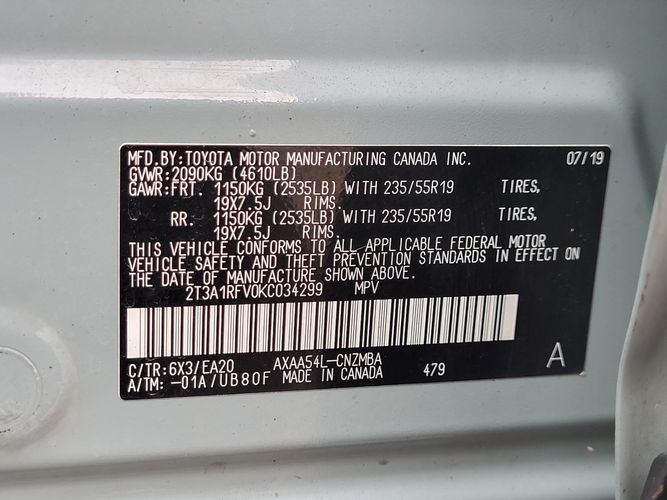 MFD.BY:TOYOTA MOTOR MANUFACTURING CANADA INC. 07/19
GVWR:2090KG (4610LB)
GAWR:FRT. 1150KG (2535LB) WITH 235/55R19 TIRES,
19X7.5J RIMS.
RR. 1150KG (2535LB) WITH 235/55R19 TIRES,
19X7.5J RIMS.
THIS VEHICLE CONFORMS TO ALL APPLICABLE FEDERAL MOTOR
VEHICLE SAFETY AND THEFT PREVENTION STANDARDS IN EFFECT ON
THE DATE OF MANUFACTURE SHOWN ABOVE.
2T3A1RFV0KC034299 MPV
C/TR:6X3/EA20 AXAA54L-CNZMBA A
A/TM: -01A/UB80F MADE IN CANADA 479